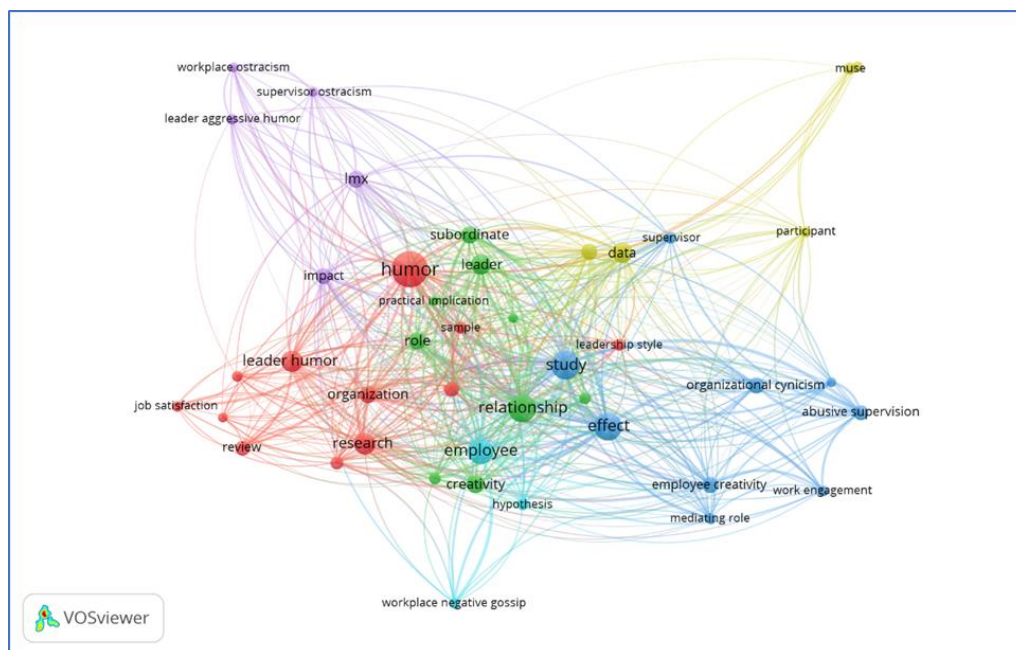 workplace ostracism
muse
supervisor ostracism
leader aggressive humor
lmx
subordinate
supervisor
participant
data
leader
humor
impact
practical implication
sample
role
leadership style
leader humor
study
organizational cynicism
organization
job satisfaction
relationship
abusive supervision
effect
research
review
employee
creativity
employee creativity
work engagement
hypothesis
mediating role
workplace negative gossip
VOSviewer